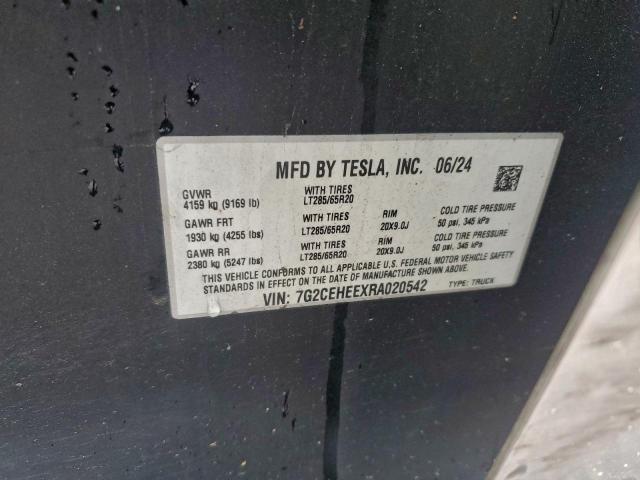 MFD BY TESLA, INC. 06/24
GVWR WITH TIRES
4159 kg (9169 lb) LT285/65R20
GAWR FRT WITH TIRES RIM COLD TIRE PRESSURE
1930 kg (4255 lbs) LT285/65R20 20X9.0J 50 psi, 345 kPa
GAWR RR WITH TIRES RIM COLD TIRE PRESSURE
2380 kg (5247 lbs) LT285/65R20 20X9.0J 50 psi, 345 kPa
THIS VEHICLE CONFORMS TO ALL APPLICABLE U.S. FEDERAL MOTOR VEHICLE SAFETY
STANDARDS IN EFFECT ON THE DATE OF MANUFACTURE SHOWN ABOVE.
VIN: 7G2CEHEEXRA020542 TYPE: TRUCK